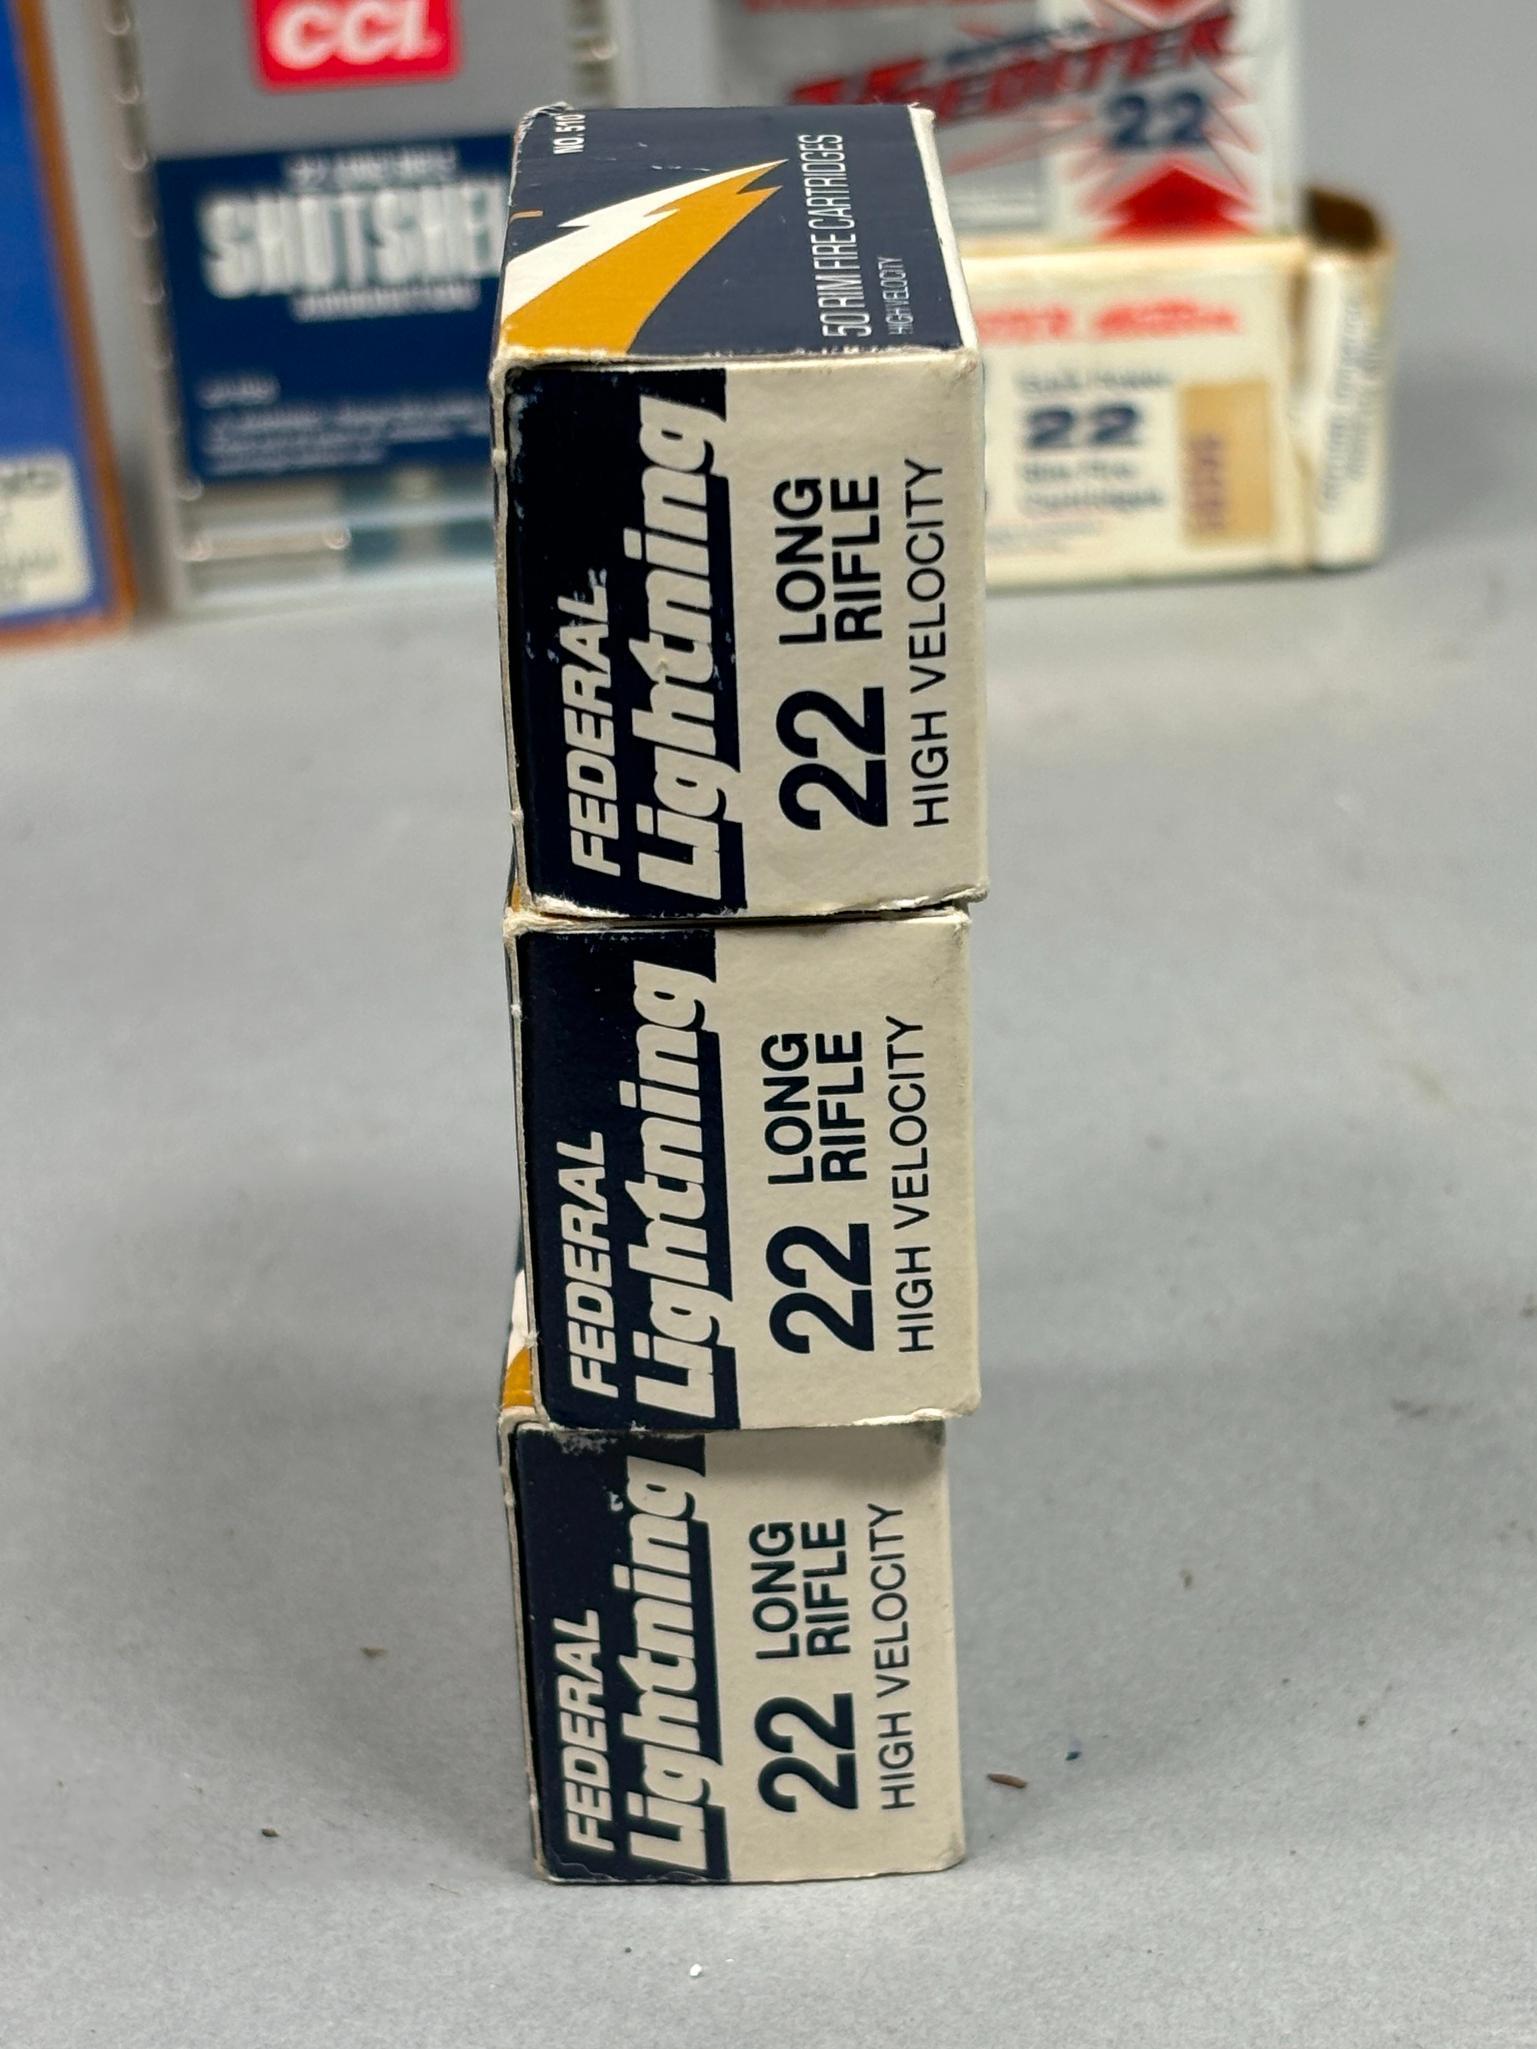 CCI
SHOTSHELL
22
22
NO. 510
50 RIM FIRE CARTRIDGES
HIGH VELOCITY
FEDERAL
Lightning
22 LONG
RIFLE
HIGH VELOCITY
FEDERAL
Lightning
22 LONG
RIFLE
HIGH VELOCITY
FEDERAL
Lightning
22 LONG
RIFLE
HIGH VELOCITY